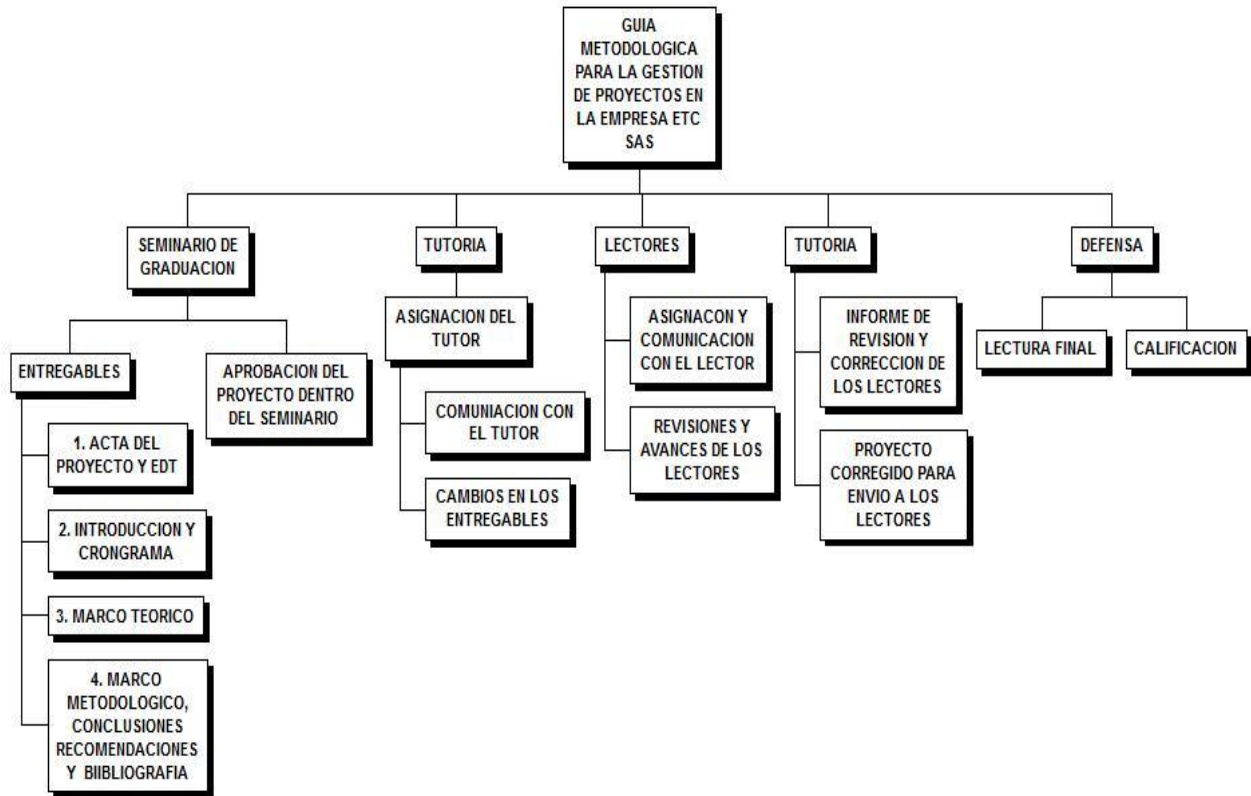 GUIA
METODOLOGICA
PARA LA GESTION
DE PROYECTOS EN
LA EMPRESA ETC
SAS
SEMINARIO DE
GRADUACION
TUTORIA
LECTORES
TUTORIA
DEFENSA
ENTREGABLES
APROBACION DEL
PROYECTO DENTRO
DEL SEMINARIO
1. ACTA DEL
PROYECTO Y EDT
2. INTRODUCCION Y
CRONGRAMA
3. MARCO TEORICO
4. MARCO
METODOLOGICO,
CONCLUSIONES
RECOMENDACIONES
Y BIIBLIOGRAFIA
ASIGNACION DEL
TUTOR
COMUNIACION CON
EL TUTOR
CAMBIOS EN LOS
ENTREGABLES
ASIGNACON Y
COMUNICACION
CON EL LECTOR
REVISIONES Y
AVANCES DE LOS
LECTORES
INFORME DE
REVISION Y
CORRECCION DE
LOS LECTORES
PROYECTO
CORREGIDO PARA
ENVIO A LOS
LECTORES
LECTURA FINAL
CALIFICACION